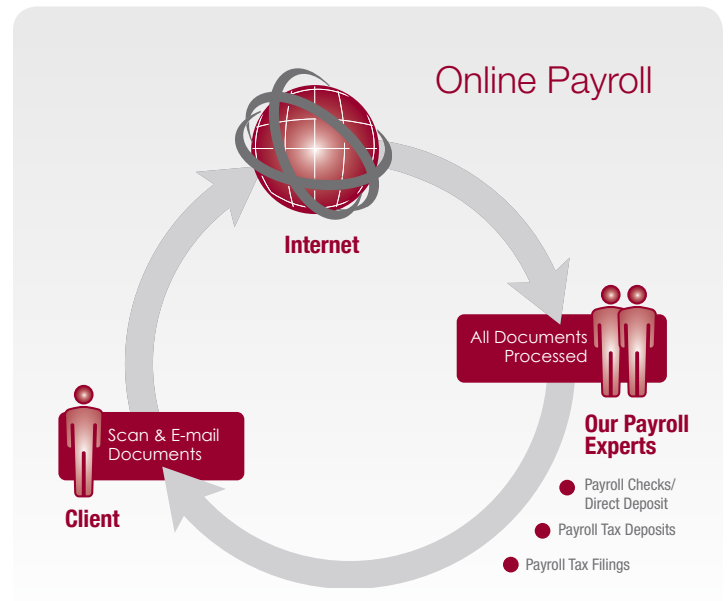 Online Payroll
Internet
All Documents
Processed
Our Payroll
Experts
Scan & E-mail
Documents
Client
Payroll Checks/
Direct Deposit
Payroll Tax Deposits
Payroll Tax Filings